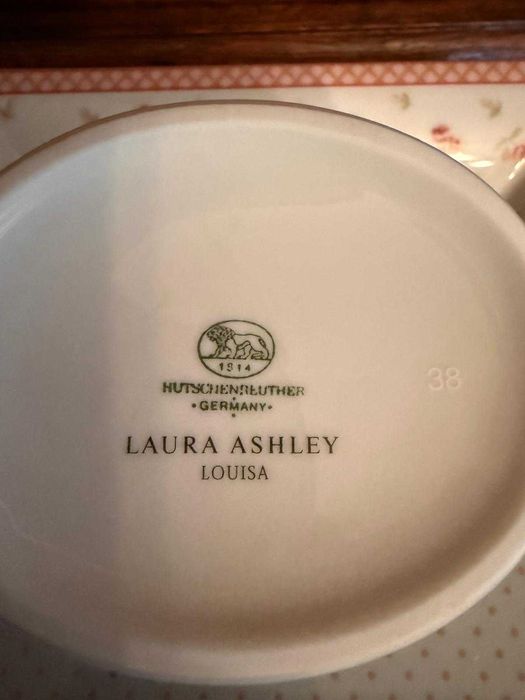 1814
HUTSCHENREUTHER
·GERMANY·
LAURA ASHLEY
LOUISA
38